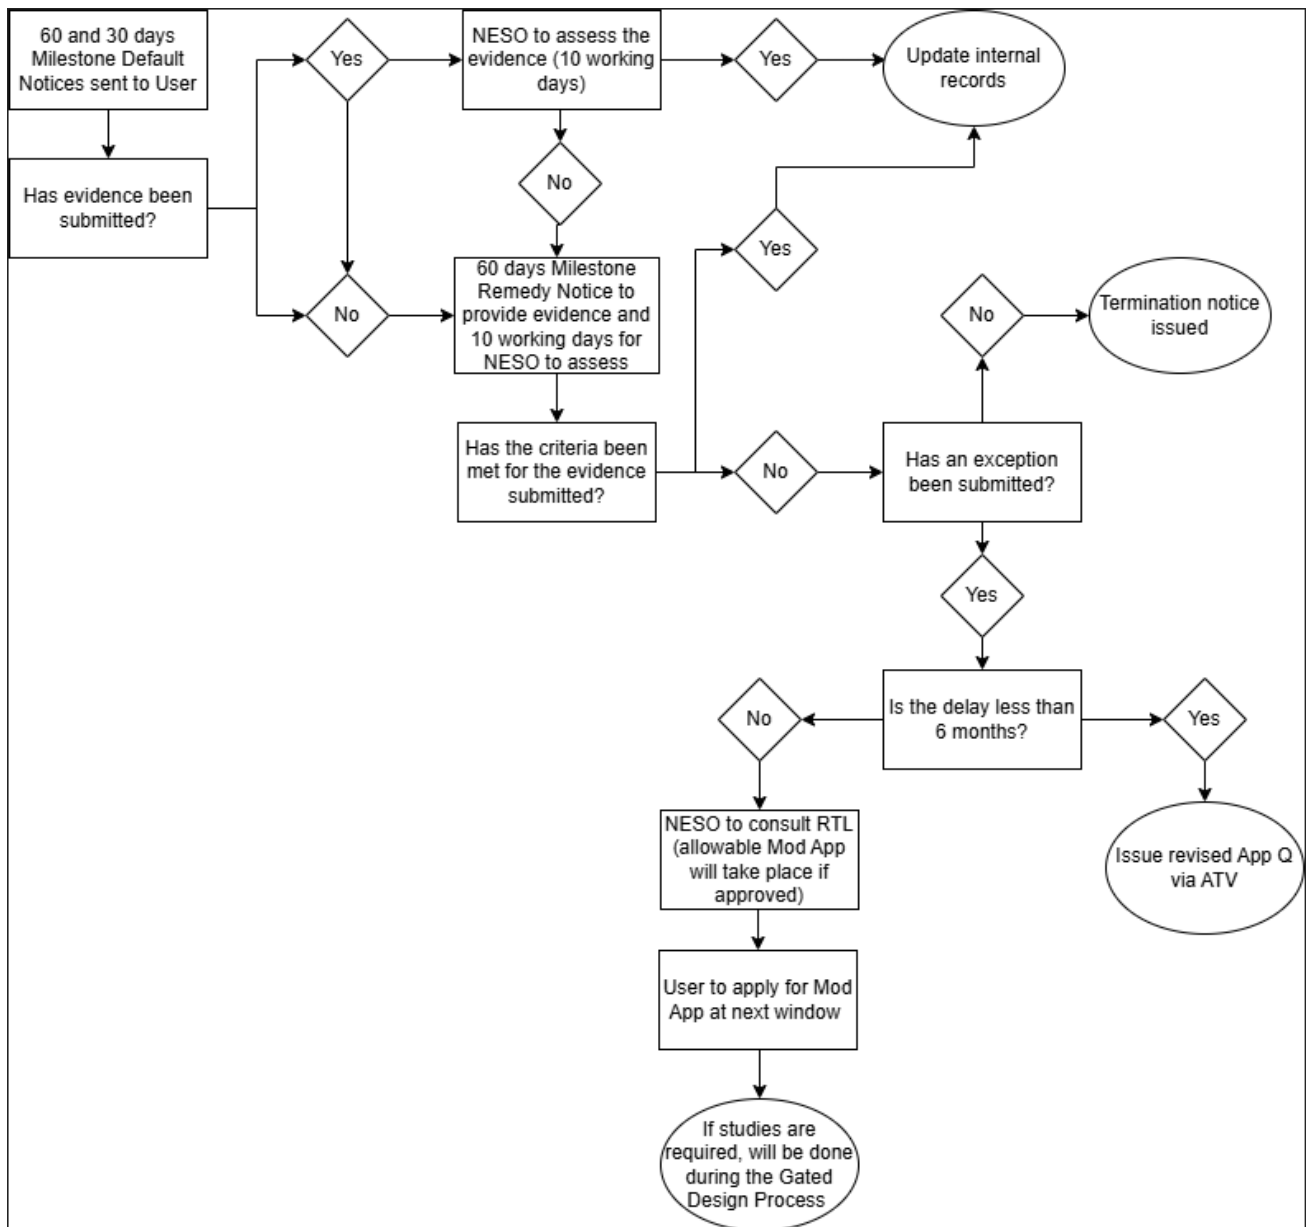 60 and 30 days
Milestone Default
Notices sent to User
Yes
NESO to assess the
evidence (10 working
days)
Yes
Update internal
records
Has evidence been
submitted?
No
No
60 days Milestone
Remedy Notice to
provide evidence and
10 working days for
NESO to assess
Yes
No
Termination notice
issued
Has the criteria been
met for the evidence
submitted?
No
Has an exception
been submitted?
Yes
No
Is the delay less than
6 months?
Yes
NESO to consult RTL
(allowable Mod App
will take place if
approved)
Issue revised App Q
via ATV
User to apply for Mod
App at next window
If studies are
required, will be done
during the Gated
Design Process